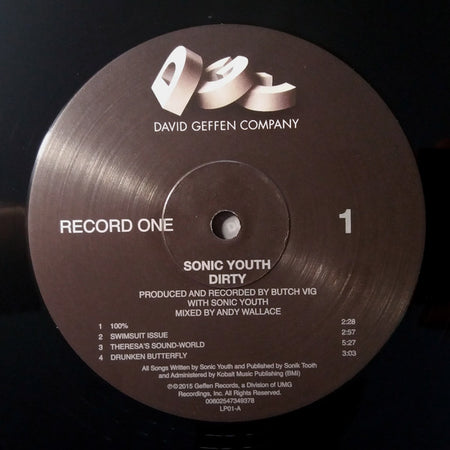 DGC
DAVID GEFFEN COMPANY
RECORD ONE 1
SONIC YOUTH
DIRTY
PRODUCED AND RECORDED BY BUTCH VIG
WITH SONIC YOUTH
MIXED BY ANDY WALLACE
1 100% 2:28
2 SWIMSUIT ISSUE 2:57
3 THERESA'S SOUND-WORLD 5:27
4 DRUNKEN BUTTERFLY 3:03
All Songs Written by Sonic Youth and Published by Sonik Tooth
and Administered by Kobalt Music Publishing (BMI)
℗©2015 Geffen Records, a Division of UMG
Recordings, Inc. All Rights Reserved.
00602547349378
LP01-A